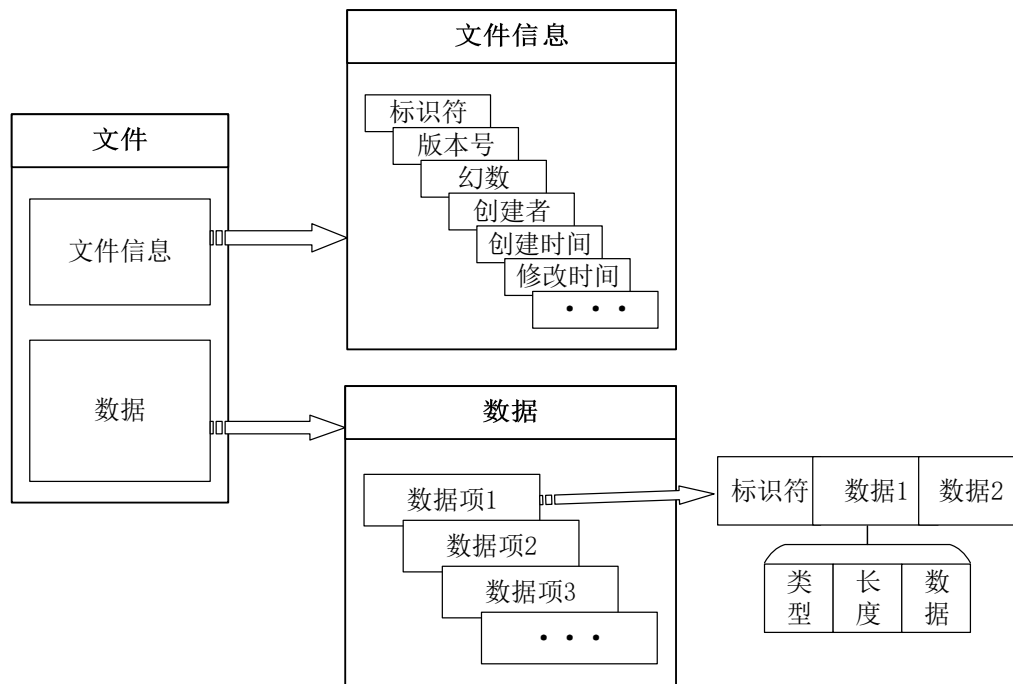 文件
文件信息
数据
文件信息
标识符
版本号
幻数
创建者
创建时间
修改时间
• • •
数据
数据项1
数据项2
数据项3
• • •
标识符
数据1
数据2
类型
长度
数据